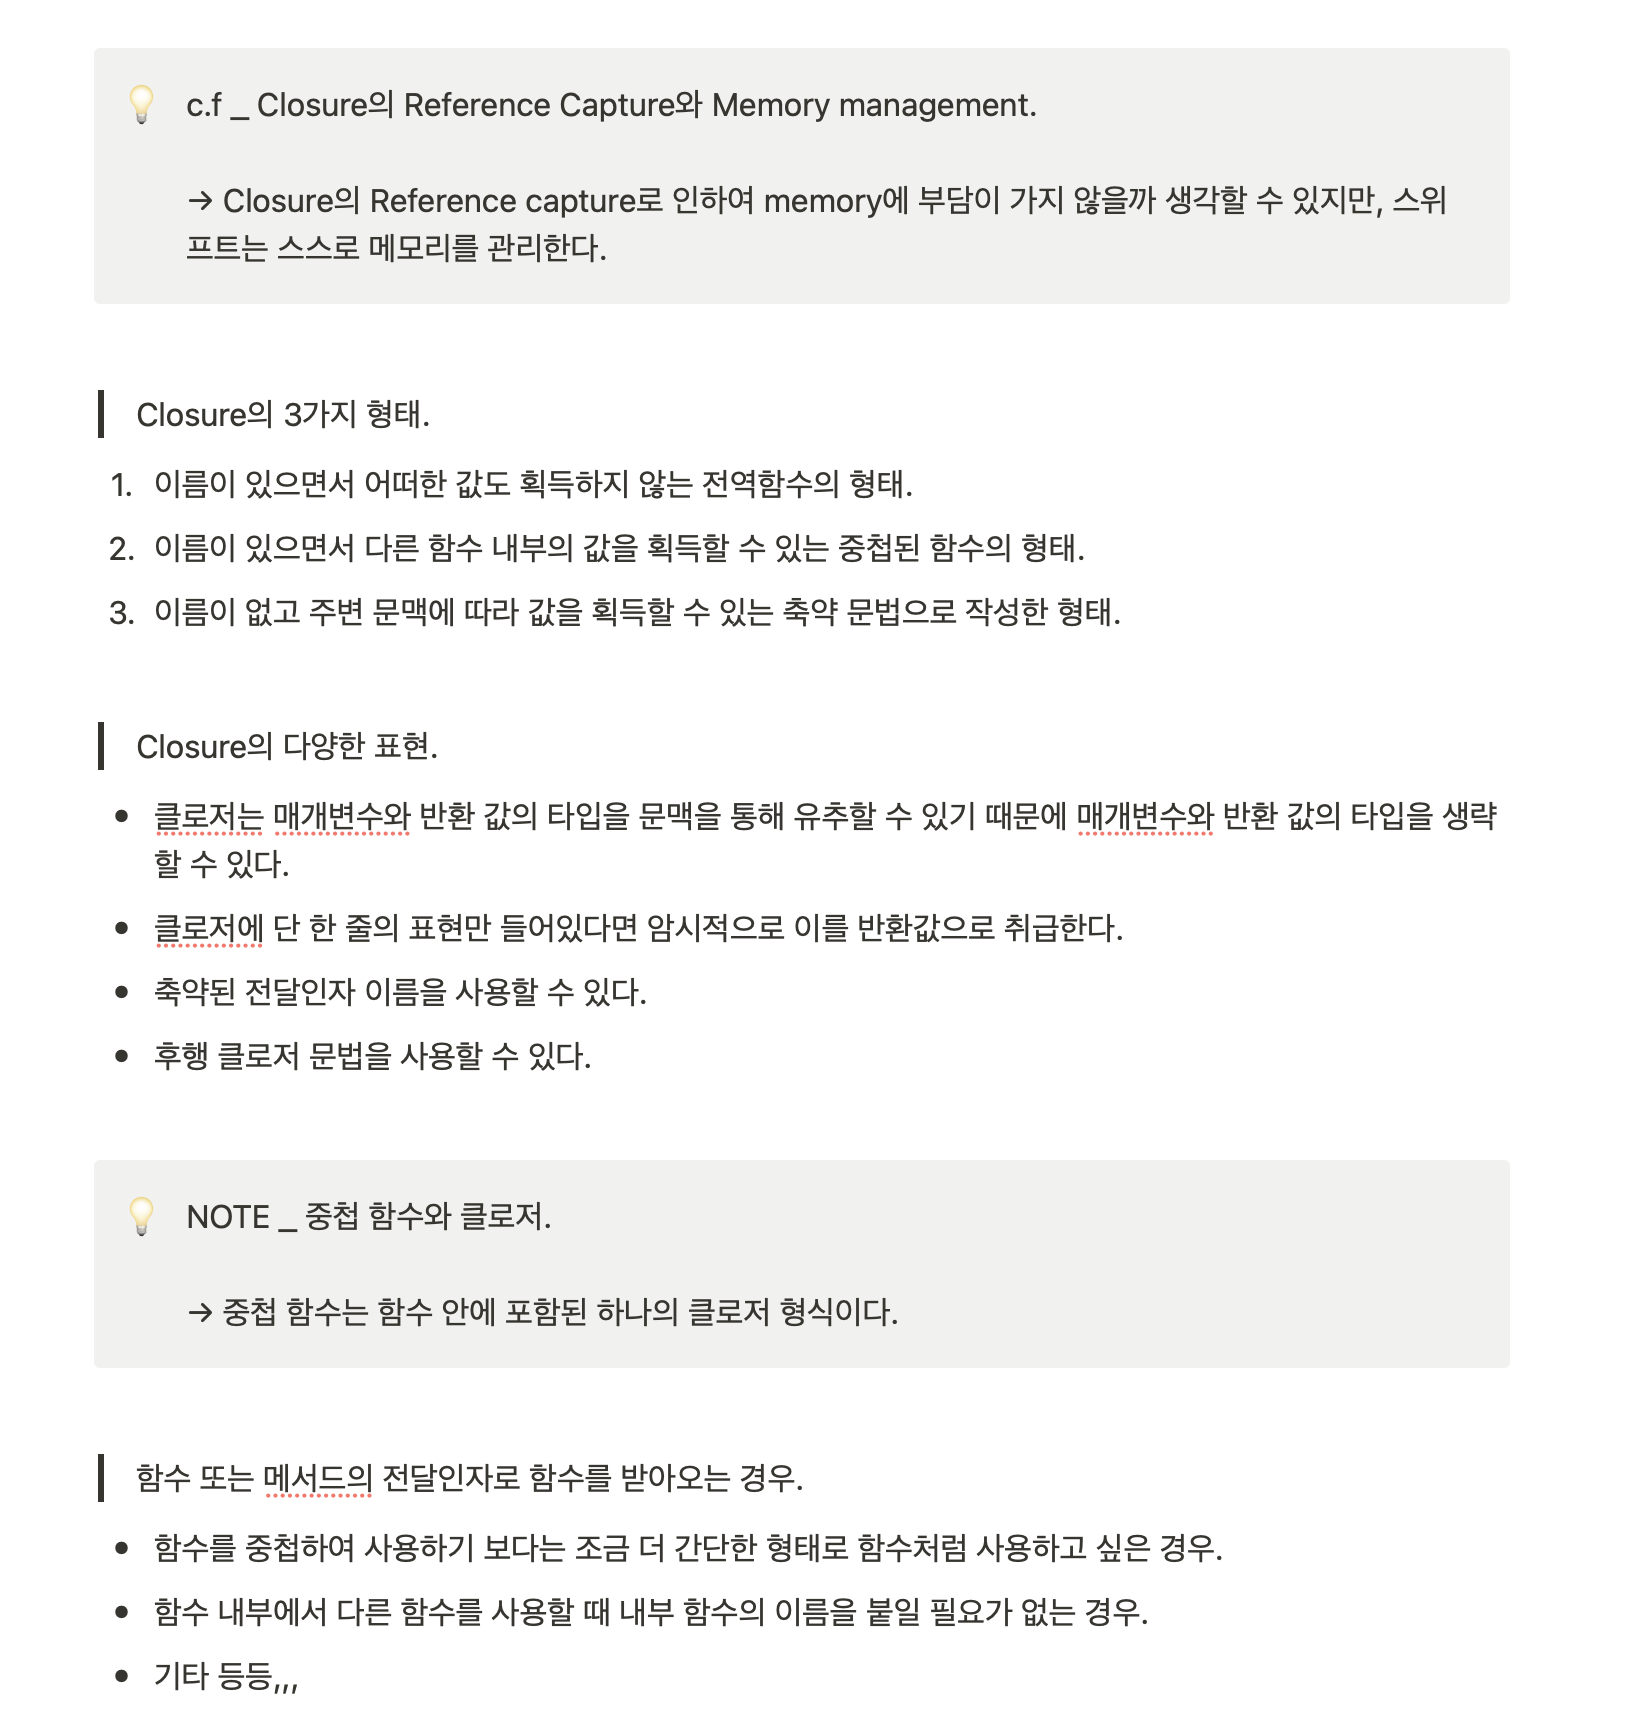 c.f _ Closure의 Reference Capture와 Memory management.
→ Closure의 Reference capture로 인하여 memory에 부담이 가지 않을까 생각할 수 있지만, 스위
프트는 스스로 메모리를 관리한다.
Closure의 3가지 형태.
1. 이름이 있으면서 어떠한 값도 획득하지 않는 전역함수의 형태.
2. 이름이 있으면서 다른 함수 내부의 값을 획득할 수 있는 중첩된 함수의 형태.
3. 이름이 없고 주변 문맥에 따라 값을 획득할 수 있는 축약 문법으로 작성한 형태.
Closure의 다양한 표현.
• 클로저는 매개변수와 반환 값의 타입을 문맥을 통해 유추할 수 있기 때문에 매개변수와 반환 값의 타입을 생략
할 수 있다.
• 클로저에 단 한 줄의 표현만 들어있다면 암시적으로 이를 반환값으로 취급한다.
• 축약된 전달인자 이름을 사용할 수 있다.
• 후행 클로저 문법을 사용할 수 있다.
NOTE _ 중첩 함수와 클로저.
→ 중첩 함수는 함수 안에 포함된 하나의 클로저 형식이다.
함수 또는 메서드의 전달인자로 함수를 받아오는 경우.
• 함수를 중첩하여 사용하기 보다는 조금 더 간단한 형태로 함수처럼 사용하고 싶은 경우.
• 함수 내부에서 다른 함수를 사용할 때 내부 함수의 이름을 붙일 필요가 없는 경우.
• 기타 등등,,,